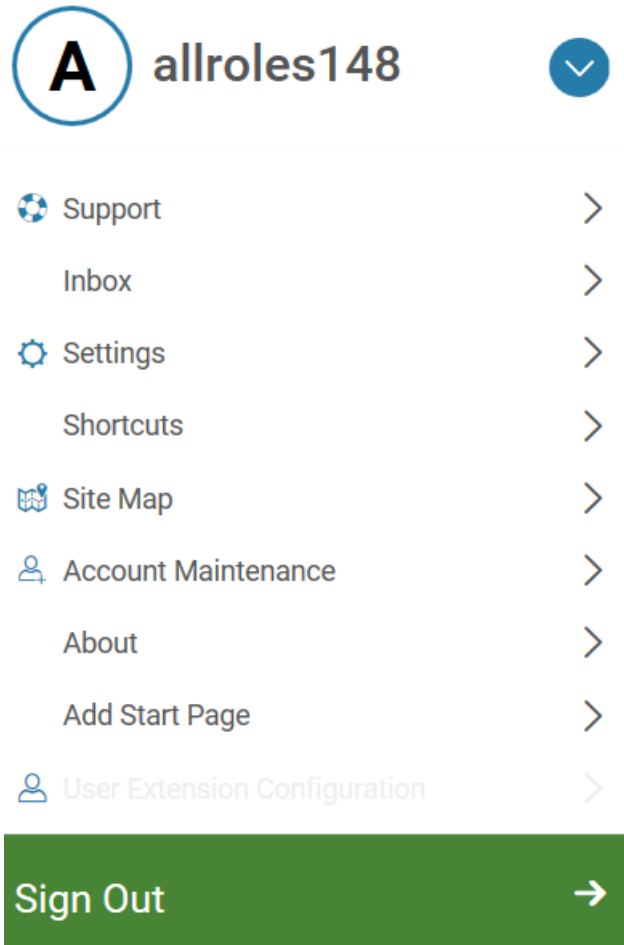 A
allroles148
Support
Inbox
Settings
Shortcuts
Site Map
Account Maintenance
About
Add Start Page
User Extension Configuration
Sign Out